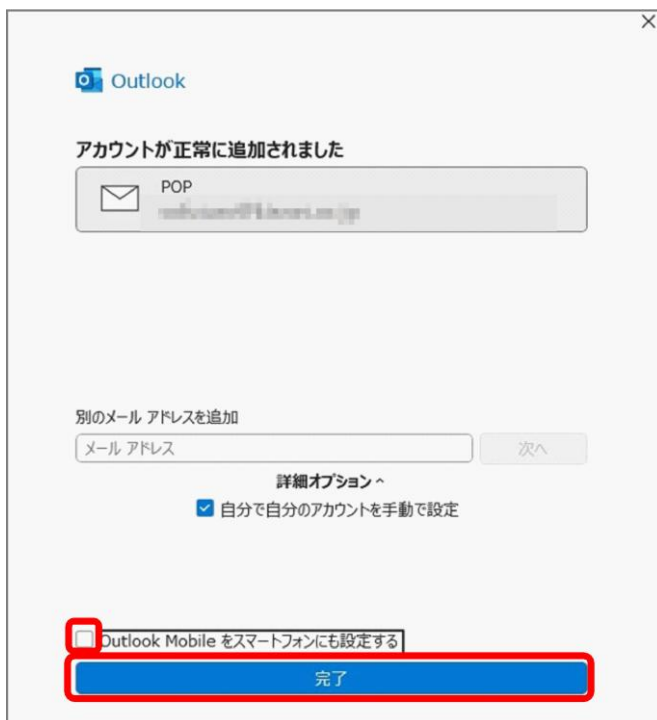 Outlook
アカウントが正常に追加されました
POP
別のメール アドレスを追加
メール アドレス
次へ
詳細オプション
自分で自分のアカウントを手動で設定
Outlook Mobile をスマートフォンにも設定する
完了